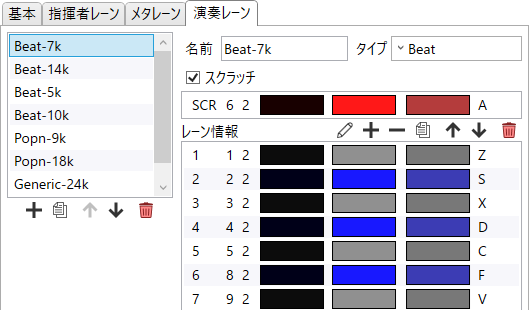 基本 指揮者レーン メタレーン 演奏レーン
Beat-7k
Beat-14k
Beat-5k
Beat-10k
Popn-9k
Popn-18k
Generic-24k
名前 Beat-7k タイプ Beat
スクラッチ
SCR 6 2 A
レーン情報
1 1 2 Z
2 2 2 S
3 3 2 X
4 4 2 D
5 5 2 C
6 8 2 F
7 9 2 V